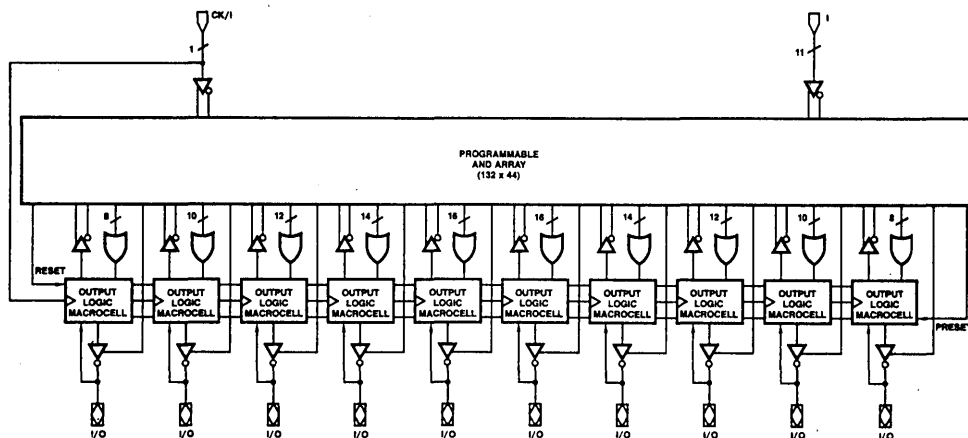 CK/I
I
1
11
PROGRAMMABLE
AND ARRAY
(132 x 44)
8
10
12
14
16
16
14
12
10
8
RESET
OUTPUT
LOGIC
MACROCELL
OUTPUT
LOGIC
MACROCELL
OUTPUT
LOGIC
MACROCELL
OUTPUT
LOGIC
MACROCELL
OUTPUT
LOGIC
MACROCELL
OUTPUT
LOGIC
MACROCELL
OUTPUT
LOGIC
MACROCELL
OUTPUT
LOGIC
MACROCELL
OUTPUT
LOGIC
MACROCELL
OUTPUT
LOGIC
MACROCELL
PRESET
I/O
I/O
I/O
I/O
I/O
I/O
I/O
I/O
I/O
I/O